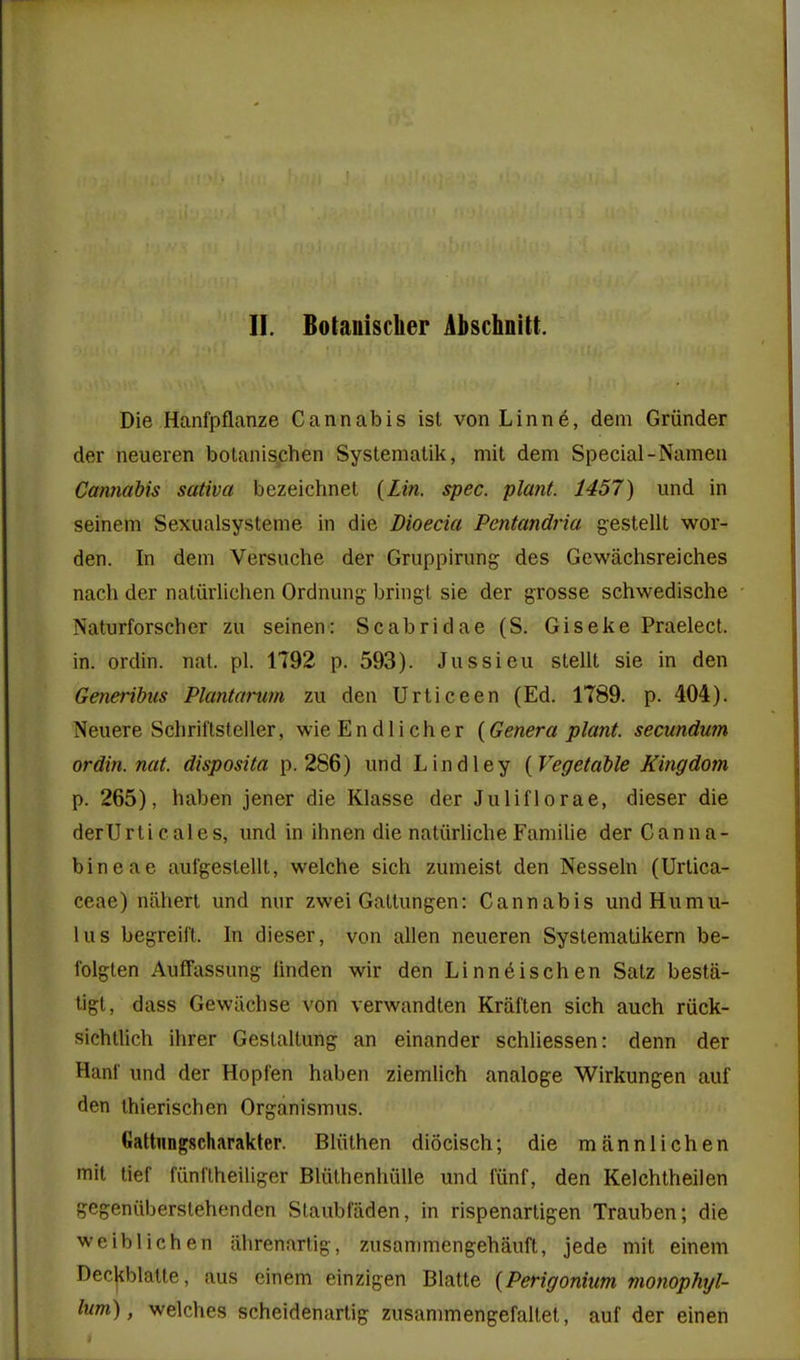 II. Botanischer Abschnitt.
Die Hanfpflanze Cannabis ist von Linné, dem Gründer
der neueren botanischen Systematik, mit dem Special-Namen
Cannabis sativa bezeichnet (Lin. spec. plant. 1457) und in
seinem Sexualsysteme in die Dioecia Pentandria gestellt wor-
den. In dem Versuche der Gruppirung des Gewächsreiches
nach der natürlichen Ordnung bringt sie der grosse schwedische
Naturforscher zu seinen: Scabridae (S. Giseke Praelect.
in. ordin. nat. pl. 1792 p. 593). Jussieu stellt sie in den
Generibus Plantarum zu den Urticeen (Ed. 1789. p. 404).
Neuere Schriftsteller, wie Endlicher (Genera plant. secundum
ordin. nat. disposita p. 286) und Lindley (Vegetable Kingdom
p. 265), haben jener die Klasse der Juliflorae, dieser die
derUrticales, und in ihnen die natürliche Familie der Canna-
bineae aufgestellt, welche sich zumeist den Nesseln (Urtica-
ceae) nähert und nur zwei Gattungen: Cannabis und Humu-
lus begreift. In dieser, von allen neueren Systematikern be-
folgten Auffassung finden wir den Linnéischen Satz bestä-
tigt, dass Gewächse von verwandten Kräften sich auch rück-
sichtlich ihrer Gestaltung an einander schliessen: denn der
Hanf und der Hopfen haben ziemlich analoge Wirkungen auf
den thierischen Organismus.
Gattungscharakter. Blüthen diöcisch; die männlichen
mit tief fünftheiliger Blüthenhülle und fünf, den Kelchtheilen
gegenüberstehenden Staubfäden, in rispenartigen Trauben; die
weiblichen ährenartig, zusammengehäuft, jede mit einem
Deckblatte, aus einem einzigen Blatte (Perigonium monophyl-
lum), welches scheidenartig zusammengefaltet, auf der einen